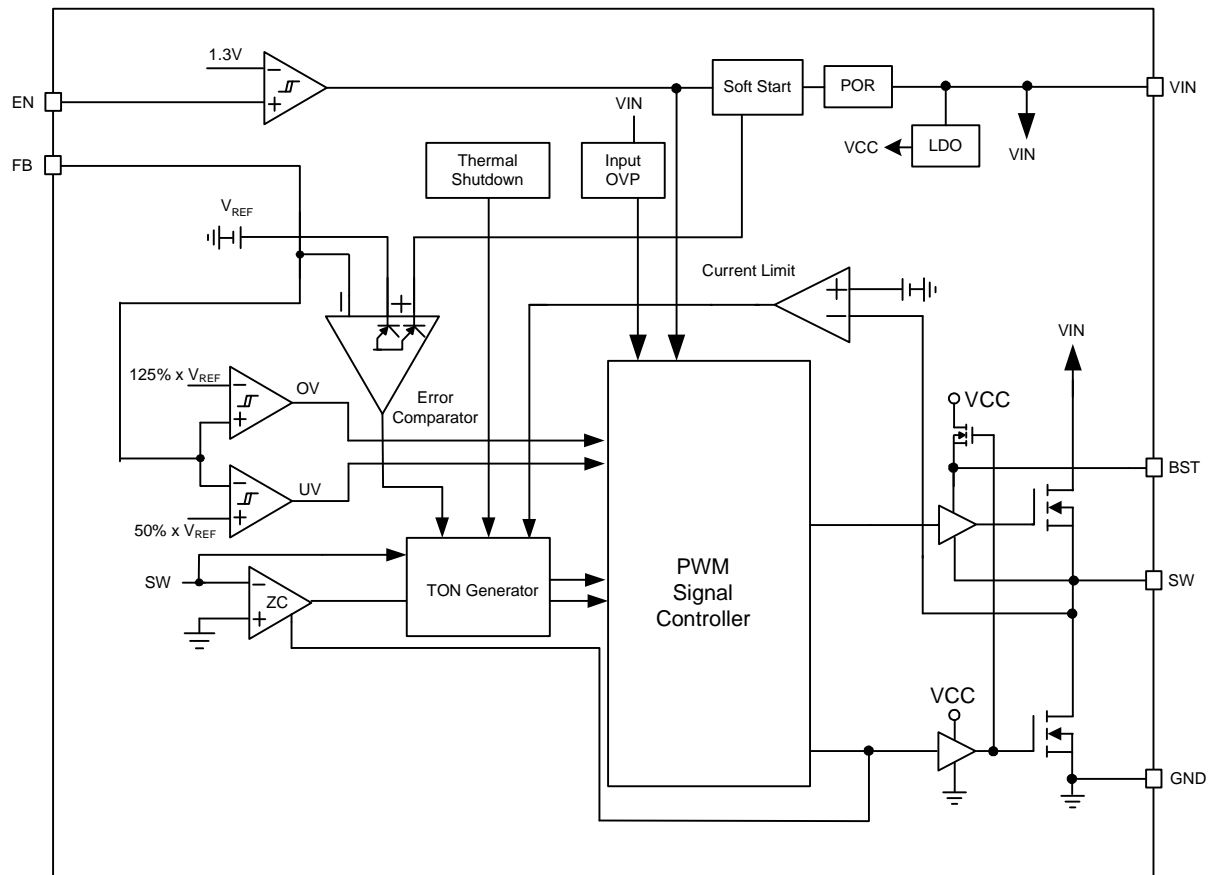 1.3V
−
+
EN
Soft Start
POR
VIN
VIN
VCC
LDO
VIN
FB
Thermal
Shutdown
Input
OVP
VREF
−
+
Current Limit
+
−
VIN
125% x VREF
−
+
OV
Error
Comparator
VCC
BST
−
+
UV
50% x VREF
SW
−
+
ZC
TON Generator
PWM
Signal
Controller
SW
VCC
GND